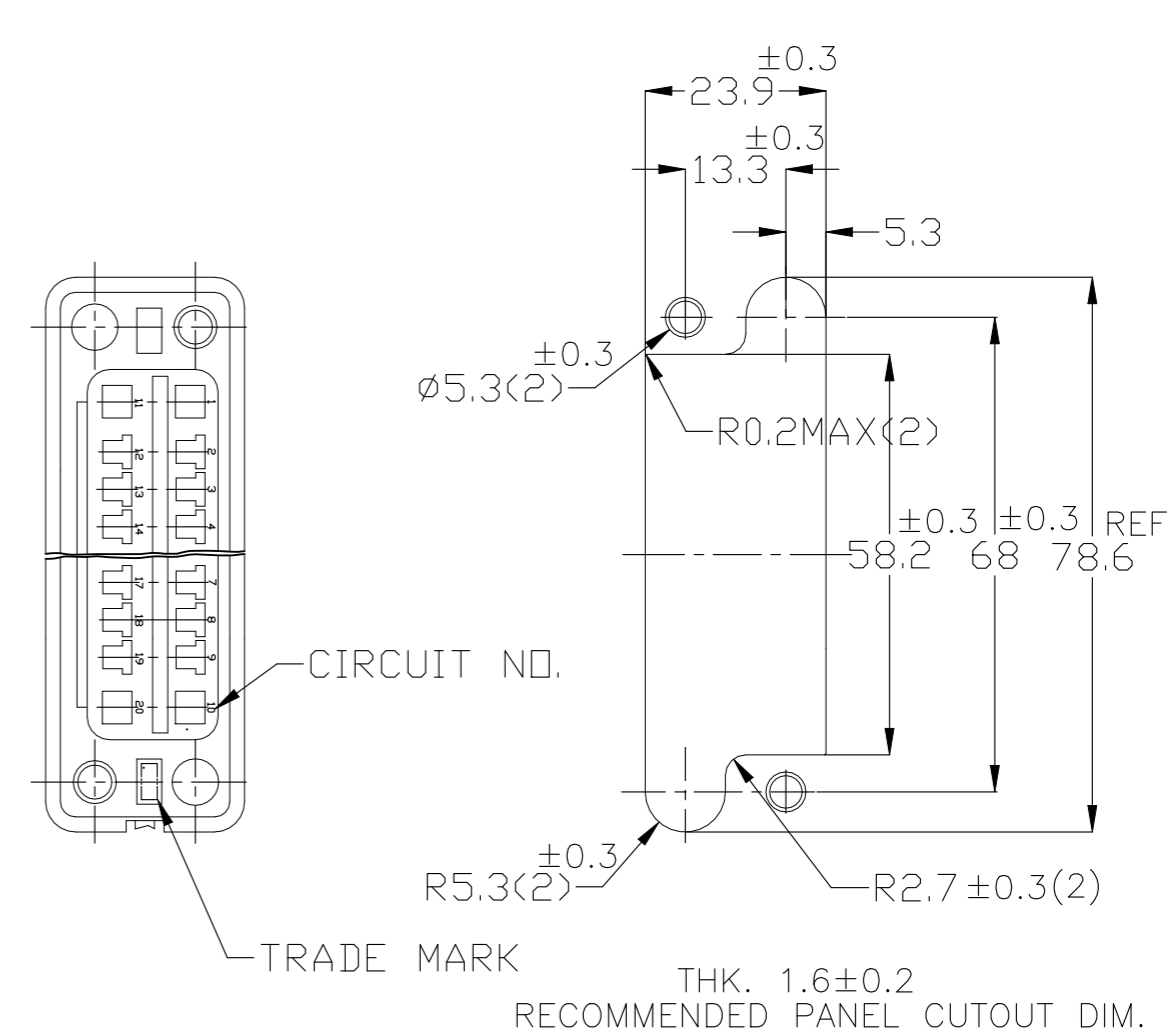 ±0.3
23.9
±0.3
13.3
5.3
±0.3
Ø5.3(2)
R0.2MAX(2)
±0.3 ±0.3 REF
58.2 68 78.6
11 1
12 2
13 3
14 4
17 7
18 8
19 9
20 10
CIRCUIT NO.
±0.3
R5.3(2)
R2.7±0.3(2)
TRADE MARK
THK. 1.6±0.2
RECOMMENDED PANEL CUTOUT DIM.